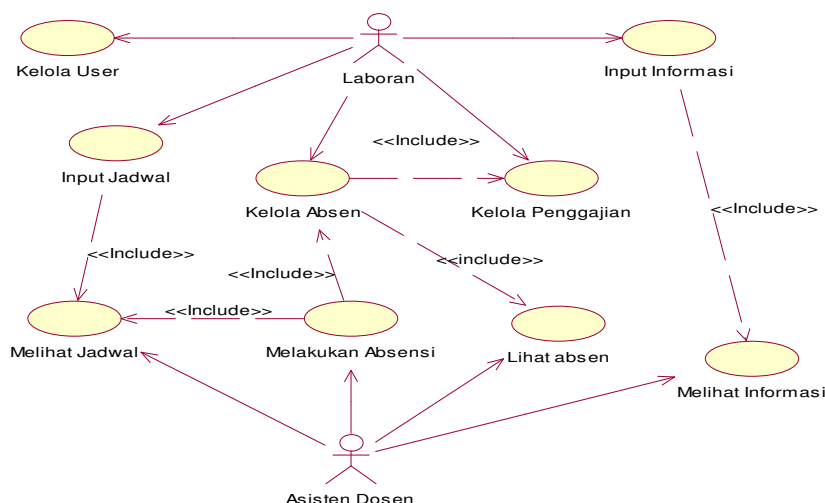 Kelola User
Laboran
Input Informasi
<<Include>>
Input Jadwal
Kelola Absen
Kelola Penggajian
<<Include>>
<<Include>>
<<include>>
<<Include>>
<<Include>>
Melihat Jadwal
Melakukan Absensi
Lihat absen
Melihat Informasi
Asisten Dosen